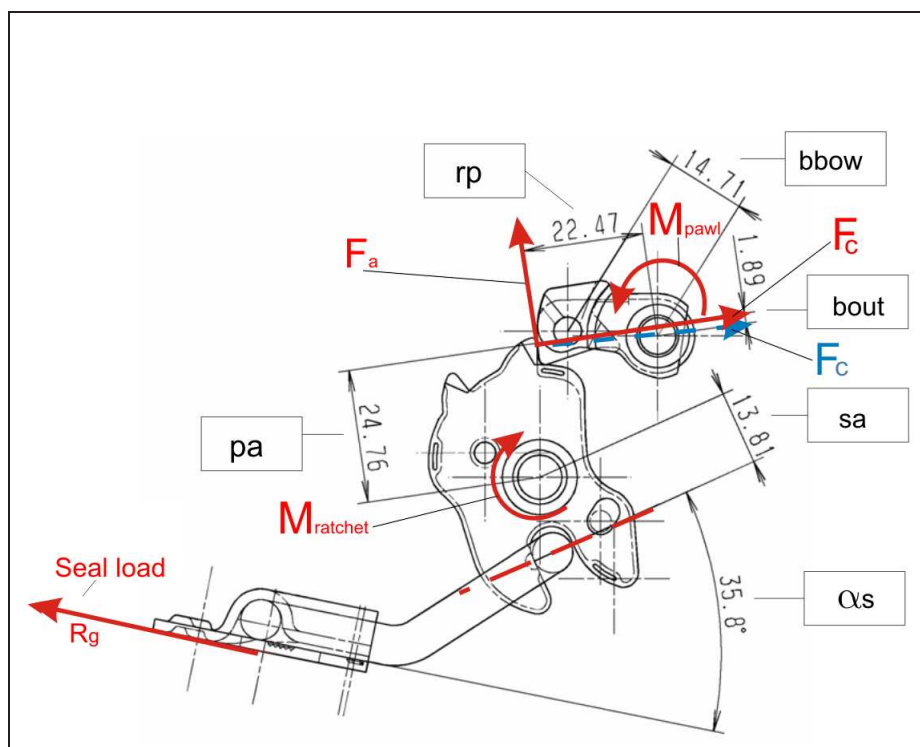 14.71
bbow
rp
22.47
Mpawl
1.89
Fc
Fa
bout
Fc
24.76
13.81
sa
pa
Mratchet
Seal load
35.8°
αs
Rg